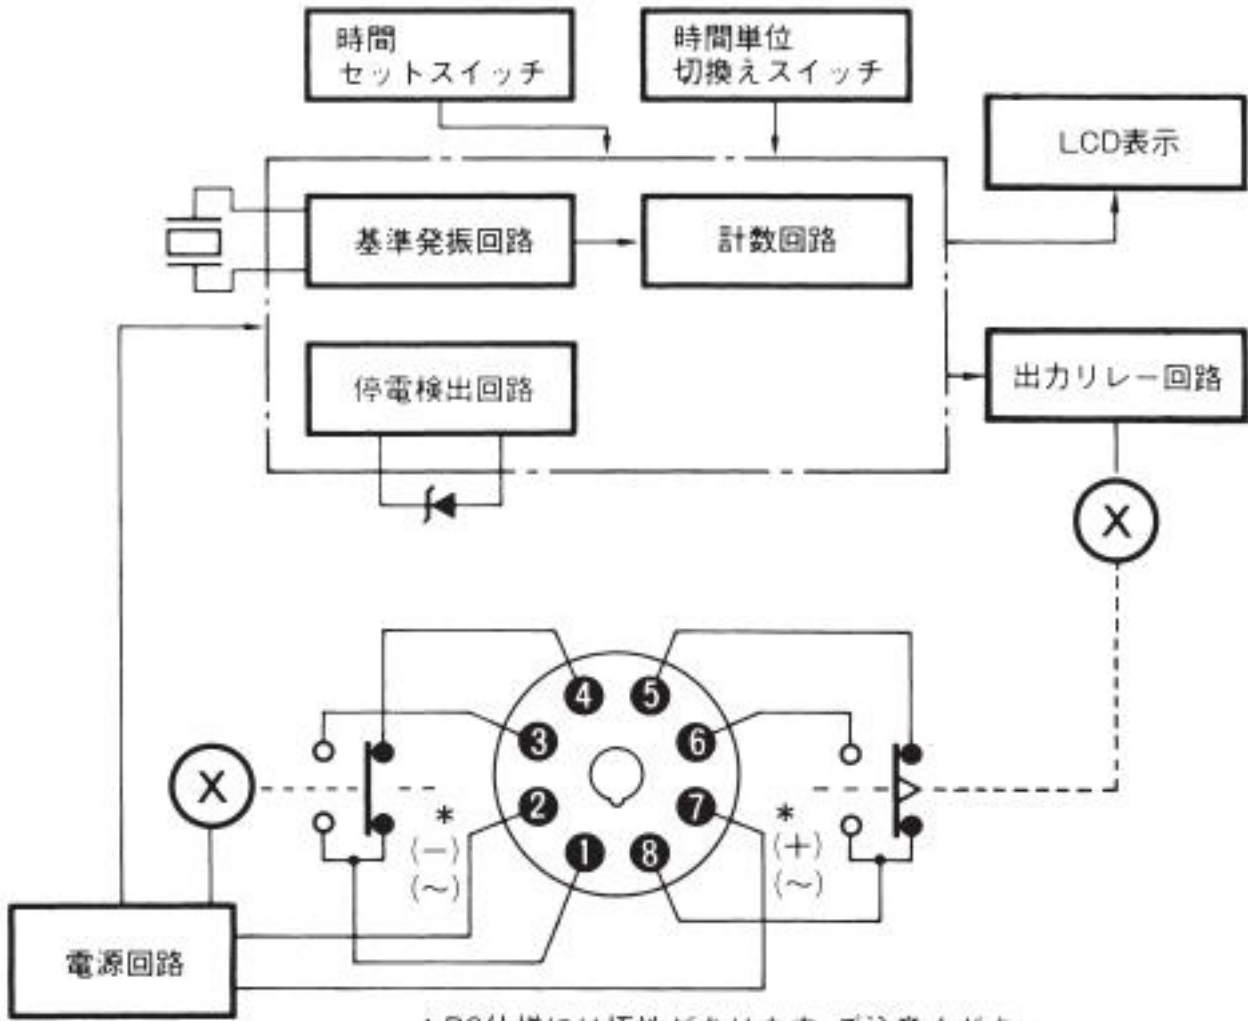 時間
セットスイッチ
時間単位
切換えスイッチ
LCD表示
基準発振回路
計数回路
停電検出回路
出力リレー回路
X
4
5
3
6
X
2
7
*
(−)
(~)
1
8
*
(+)
(~)
電源回路